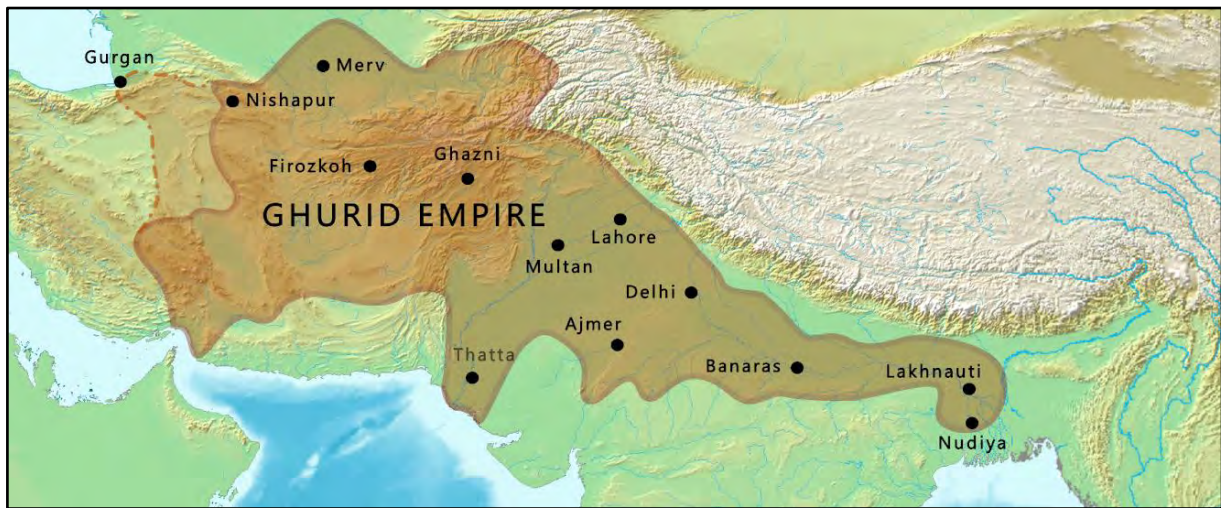 Gurgan
Merv
Nishapur
Firozkoh
Ghazni
GHURID EMPIRE
Lahore
Multan
Delhi
Ajmer
Thatta
Banaras
Lakhnauti
Nudiya